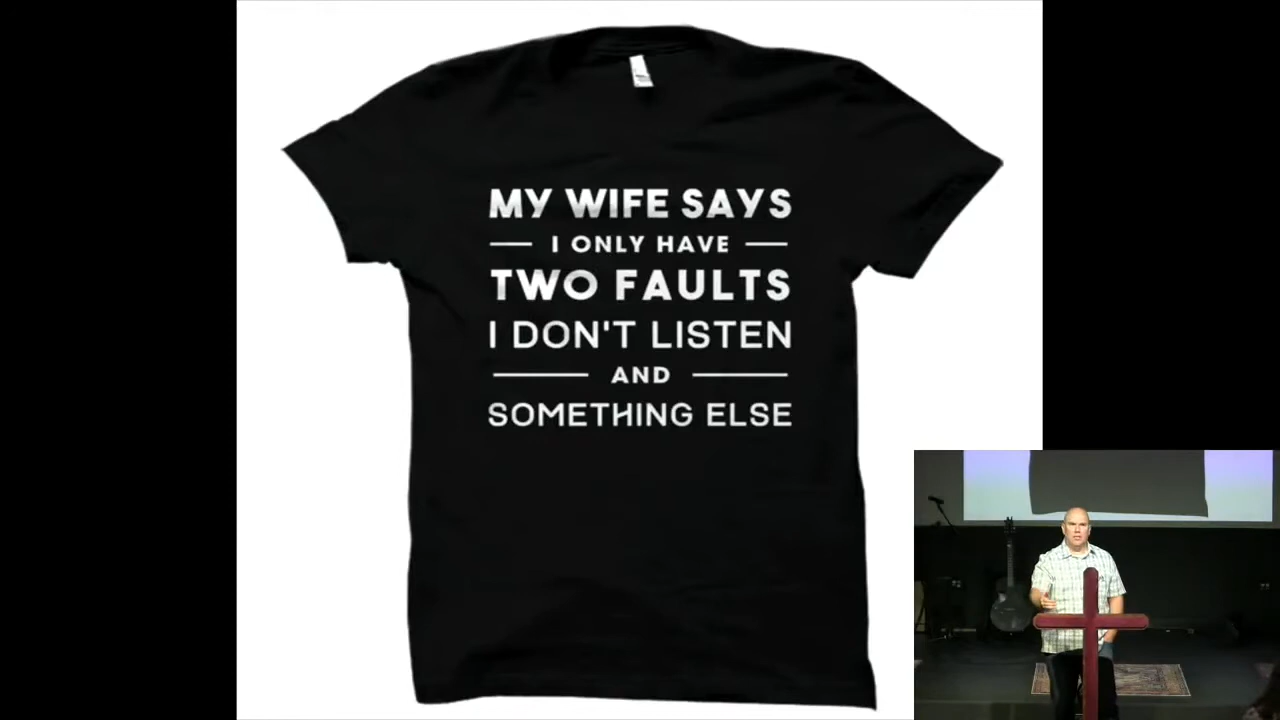 MY WIFE SAYS
I ONLY HAVE
TWO FAULTS
I DON'T LISTEN
AND
SOMETHING ELSE